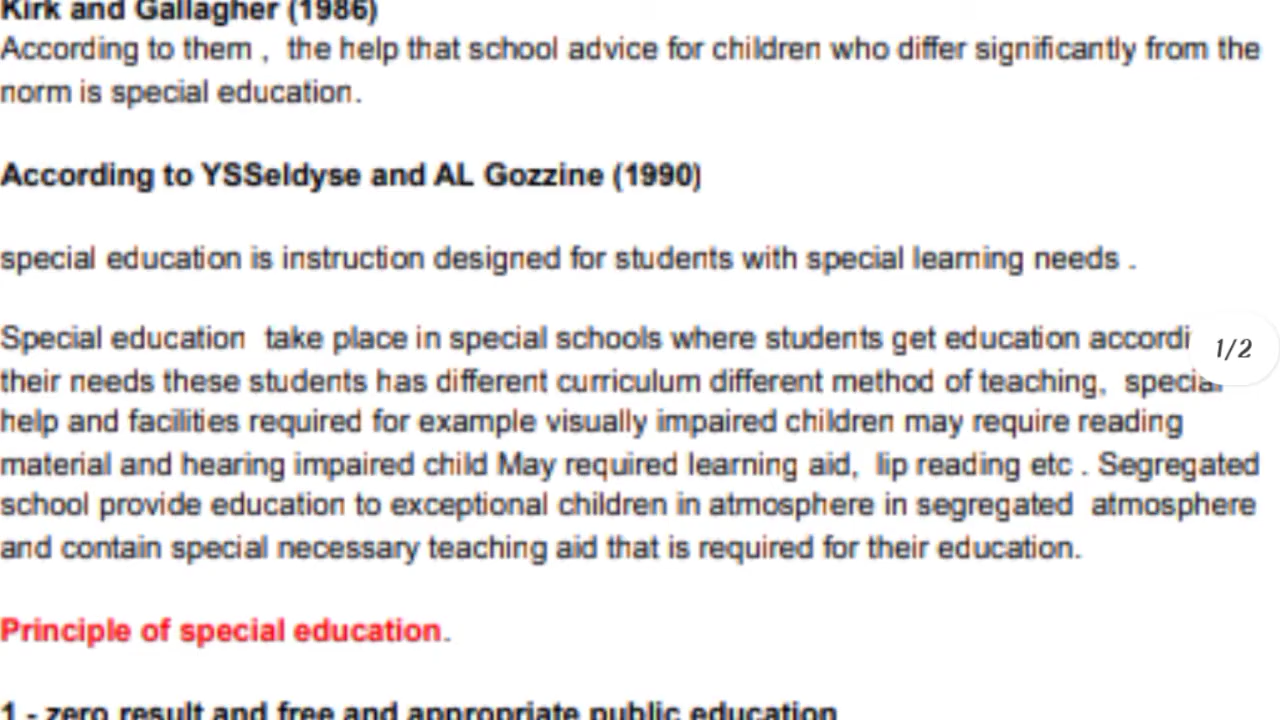 Kirk and Gallagher (1986)
According to them , the help that school advice for children who differ significantly from the
norm is special education.
According to YSSeldyse and AL Gozzine (1990)
special education is instruction designed for students with special learning needs .
Special education take place in special schools where students get education accordi
1/2
their needs these students has different curriculum different method of teaching, special
help and facilities required for example visually impaired children may require reading
material and hearing impaired child May required learning aid, lip reading etc . Segregated
school provide education to exceptional children in atmosphere in segregated atmosphere
and contain special necessary teaching aid that is required for their education.
Principle of special education.
1 - zero result and free and appropriate public education